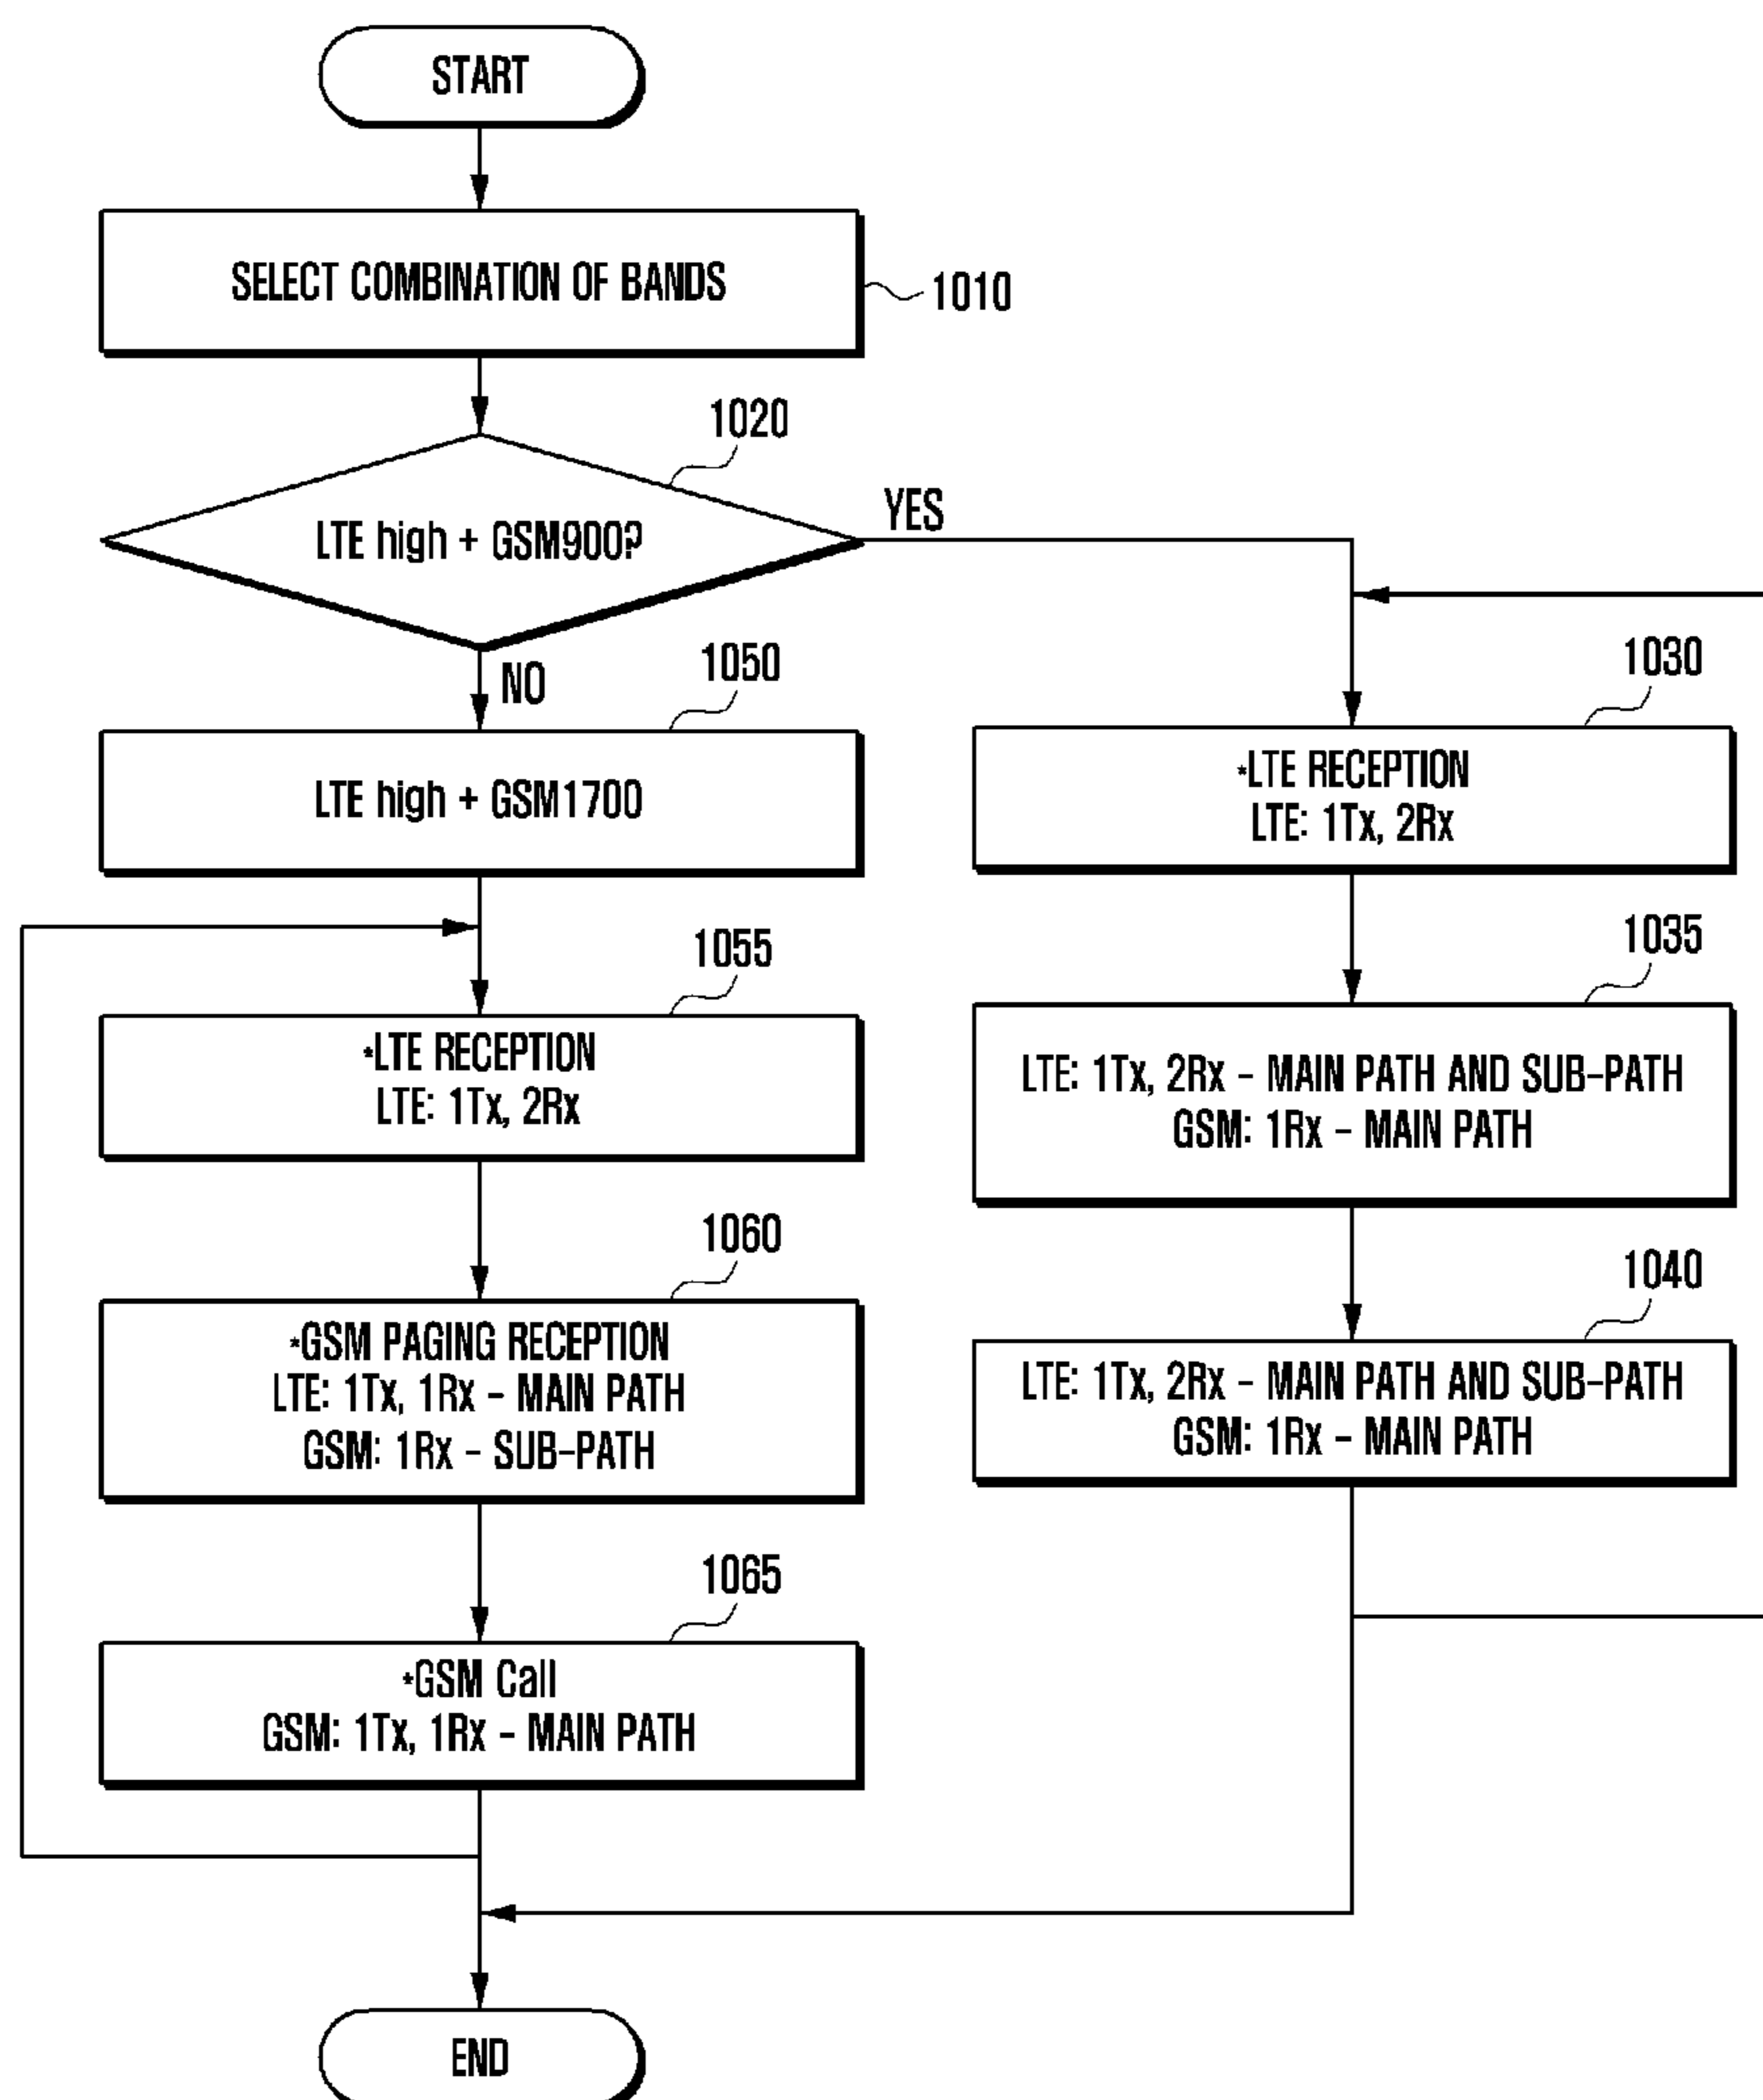 START
SELECT COMBINATION OF BANDS
1010
1020
LTE high + GSM900?
YES
NO
1050
LTE high + GSM1700
1055
*LTE RECEPTION
LTE: 1Tx, 2Rx
1060
*GSM PAGING RECEPTION
LTE: 1Tx, 1Rx - MAIN PATH
GSM: 1Rx - SUB-PATH
1065
*GSM Call
GSM: 1Tx, 1Rx - MAIN PATH
1030
*LTE RECEPTION
LTE: 1Tx, 2Rx
1035
LTE: 1Tx, 2Rx - MAIN PATH AND SUB-PATH
GSM: 1Rx - MAIN PATH
1040
LTE: 1Tx, 2Rx - MAIN PATH AND SUB-PATH
GSM: 1Rx - MAIN PATH
END